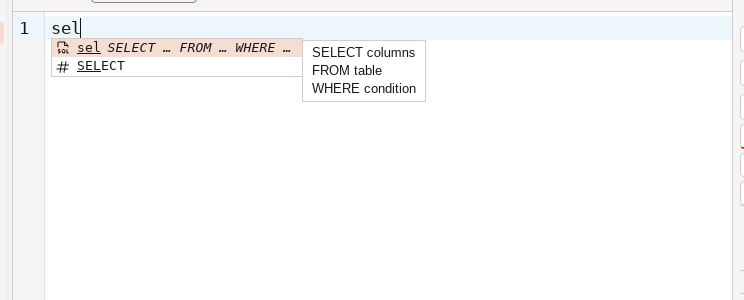 1 sel
sel SELECT … FROM … WHERE …
SELECT
SELECT columns
FROM table
WHERE condition